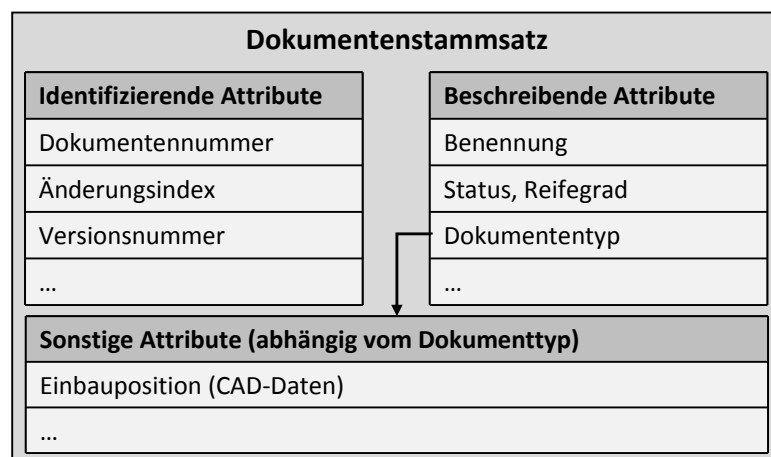 Dokumentenstammsatz
Identifizierende Attribute
Dokumentennummer
Änderungsindex
Versionsnummer
...
Beschreibende Attribute
Benennung
Status, Reifegrad
Dokumententyp
...
Sonstige Attribute (abhängig vom Dokumenttyp)
Einbauposition (CAD-Daten)
...